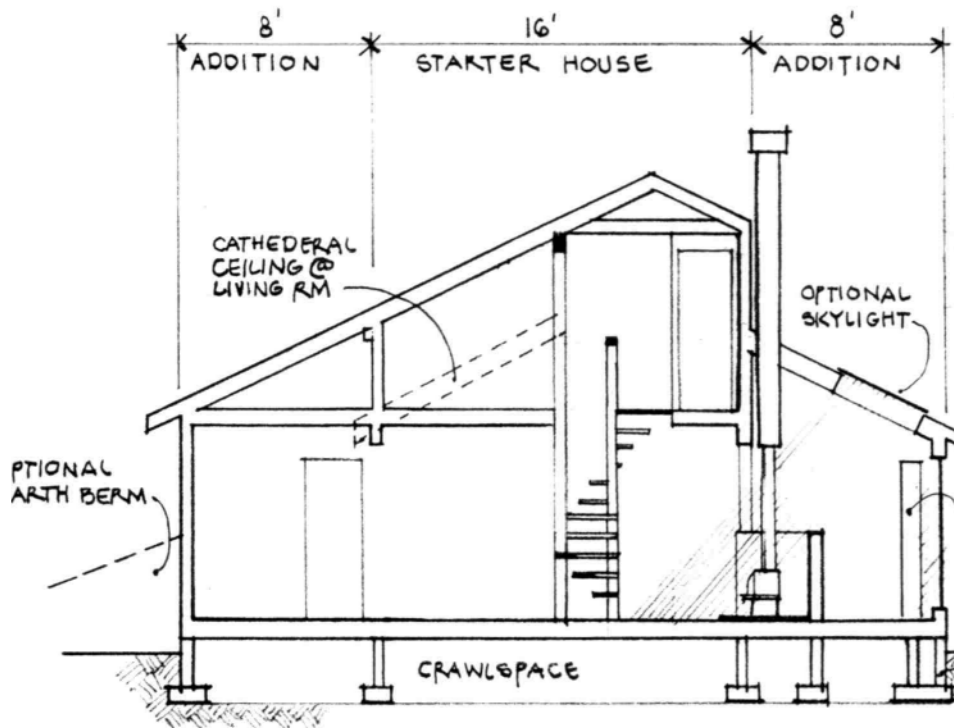 8'
16'
8'
ADDITION
STARTER HOUSE
ADDITION
CATHEDERAL
CEILING @
LIVING RM
OPTIONAL
SKYLIGHT
PTIONAL
ARTH BERM
CRAWLSPACE